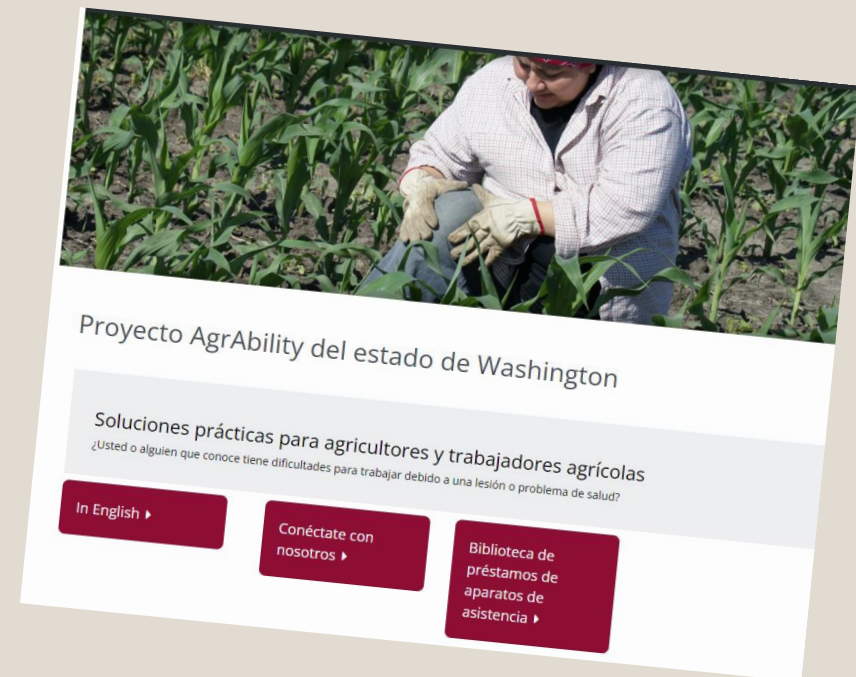 Proyecto AgrAbility del estado de Washington
Soluciones prácticas para agricultores y trabajadores agrícolas
¿Usted o alguien que conoce tiene dificultades para trabajar debido a una lesión o problema de salud?
In English
Conéctate con
nosotros
Biblioteca de
préstamos de
aparatos de
asistencia